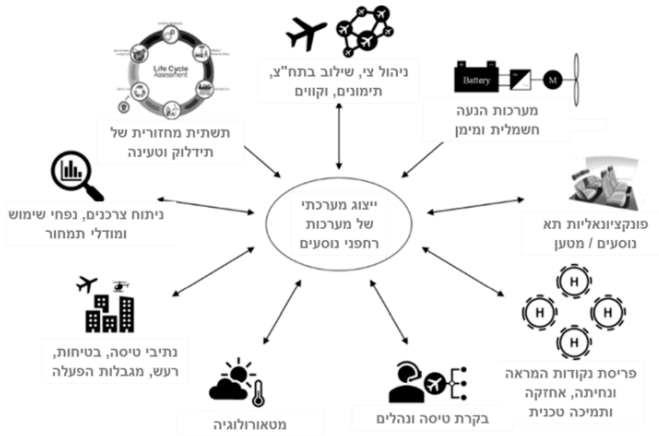 Life Cycle
Assessment
תשתית מחזורית של
תידלוק וטעינה
ניהול צי, שילוב בתח"צ,
תימונים, וקווים
Battery
M
מערכות הנעה
חשמלית ומימן
ניתוח צרכנים, נפחי שימוש
ומודלי תמחור
ייצוג מערכתי
של מערכות
רחפני נוסעים
פונקציונאליות תא
נוסעים / מטען
נתיבי טיסה, בטיחות,
רעש, מגבלות הפעלה
מטאורולוגיה
בקרת טיסה ונהלים
H
H
H
H
פריסת נקודות המראה
ונחיתה, אחזקה
ותמיכה טכנית